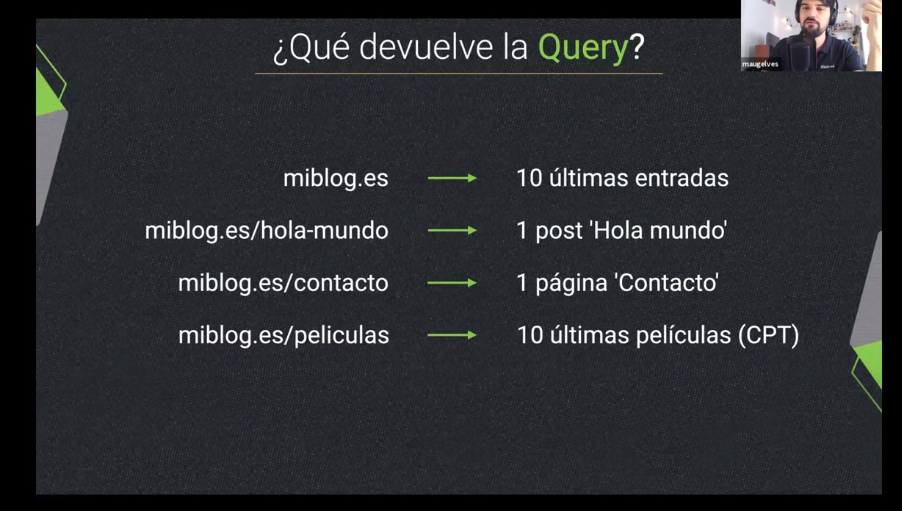 ¿Qué devuelve la Query?
maugelves
miblog.es → 10 últimas entradas
miblog.es/hola-mundo → 1 post 'Hola mundo'
miblog.es/contacto → 1 página 'Contacto'
miblog.es/peliculas → 10 últimas películas (CPT)